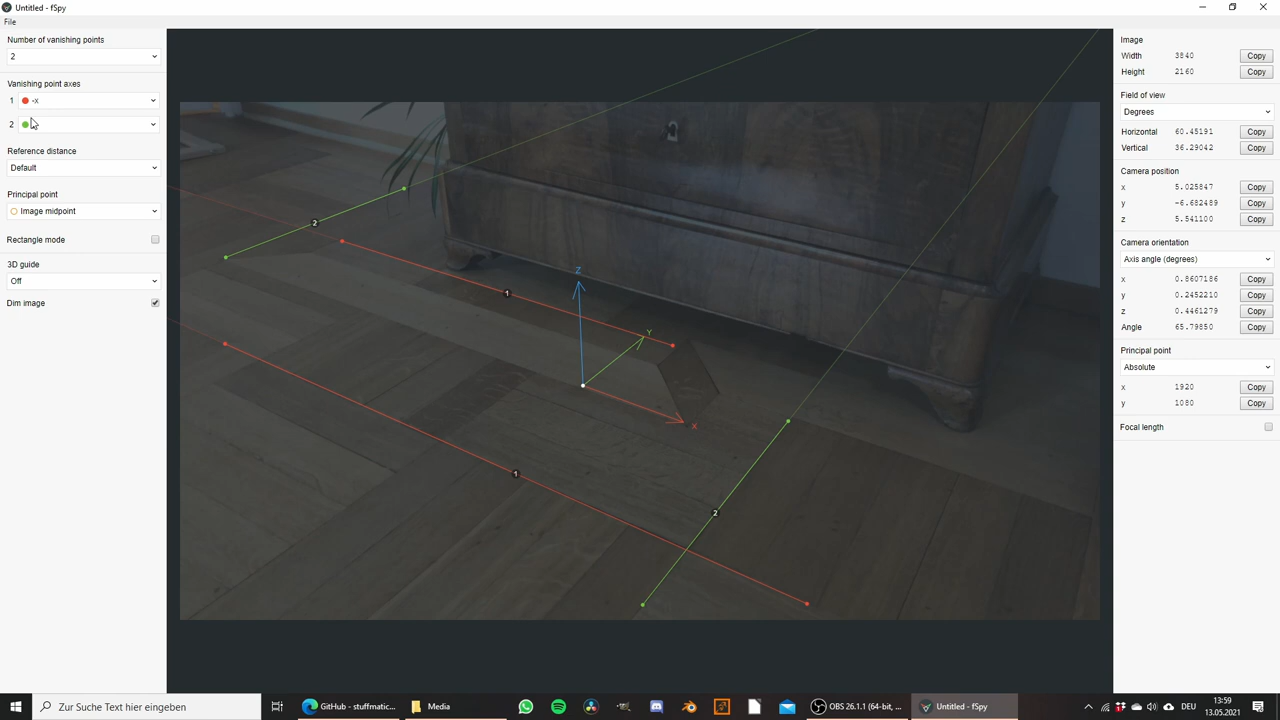 Untitled - fSpy
File
Number of vanishing points
2
Vanishing point axes
1 -x
2
Reference distance
Default
Principal point
Image midpoint
Rectangle mode
3D guide
Off
Dim image
2
1
Z
Y
X
1
2
Image
Width 3840 Copy
Height 2160 Copy
Field of view
Degrees
Horizontal 60.45191 Copy
Vertical 36.29042 Copy
Camera position
x 5.025847 Copy
y -6.682489 Copy
z 5.541100 Copy
Camera orientation
Axis angle (degrees)
x 0.8607186 Copy
y 0.2452210 Copy
z 0.4461279 Copy
Angle 65.79850 Copy
Principal point
Absolute
x 1920 Copy
y 1080 Copy
Focal length
Zur Suche Text hier eingeben
GitHub - stuffmatic...
Media
OBS 26.1.1 (64-bit, ...
Untitled - fSpy
DEU
13:59
13.05.2021